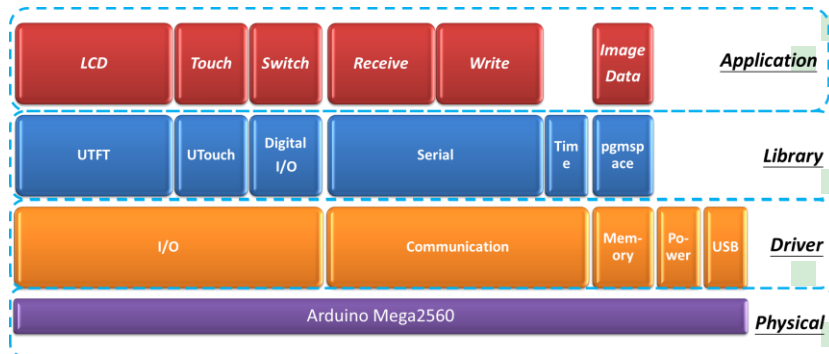 LCD
Touch
Switch
Receive
Write
Image
Data
Application
UTFT
UTouch
Digital
I/O
Serial
Tim
e
pgmsp
ace
Library
I/O
Communication
Mem-
ory
Po-
wer
USB
Driver
Arduino Mega2560
Physical